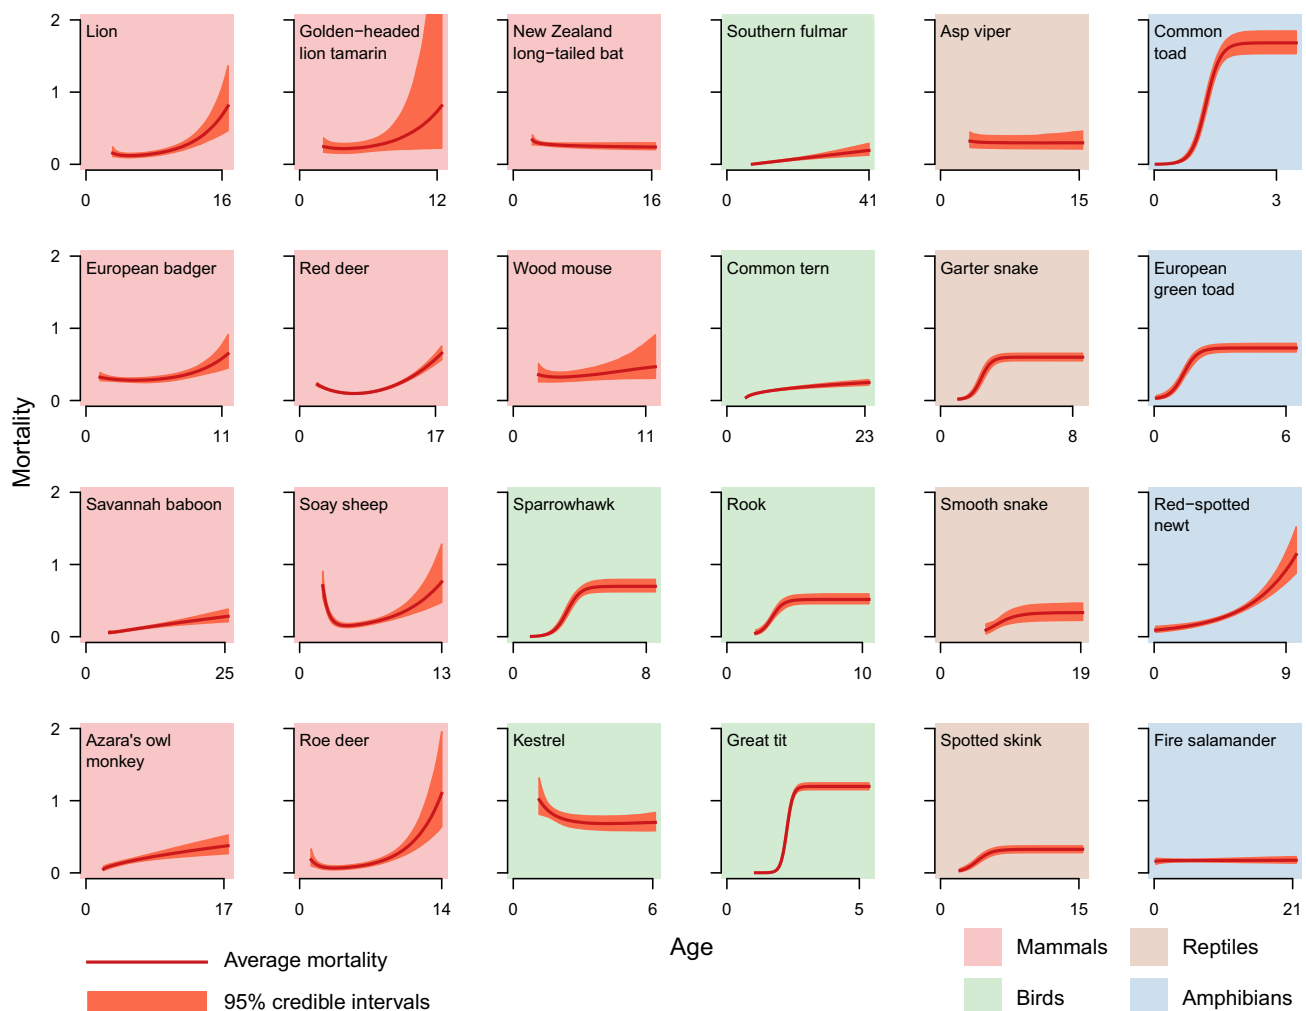 Mortality
2
1
0
Lion
0 16
Golden−headed
lion tamarin
0 12
New Zealand
long−tailed bat
0 16
Southern fulmar
0 41
Asp viper
0 15
Common
toad
0 3
2
1
0
European badger
0 11
Red deer
0 17
Wood mouse
0 11
Common tern
0 23
Garter snake
0 8
European
green toad
0 6
2
1
0
Savannah baboon
0 25
Soay sheep
0 13
Sparrowhawk
0 8
Rook
0 10
Smooth snake
0 19
Red−spotted
newt
0 9
2
1
0
Azara's owl
monkey
0 17
Roe deer
0 14
Kestrel
0 6
Great tit
0 5
Spotted skink
0 15
Fire salamander
0 21
Age
Average mortality
95% credible intervals
Mammals
Birds
Reptiles
Amphibians